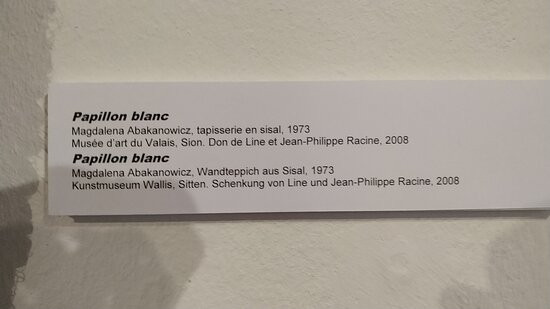 Papillon blanc
Magdalena Abakanowicz, tapisserie en sisal, 1973
Musée d'art du Valais, Sion. Don de Line et Jean-Philippe Racine, 2008
Papillon blanc
Magdalena Abakanowicz, Wandteppich aus Sisal, 1973
Kunstmuseum Wallis, Sitten. Schenkung von Line und Jean-Philippe Racine, 2008